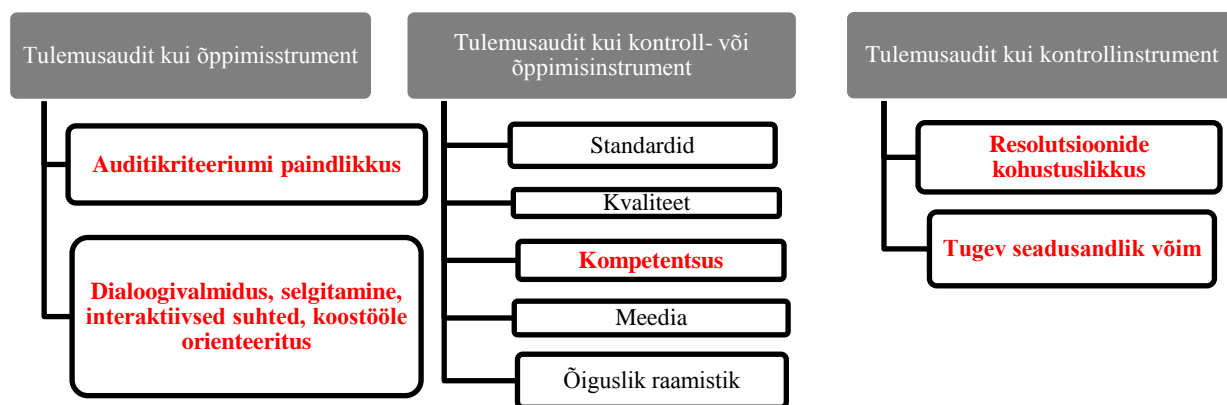 Tulemusaudit kui õppimisstrument
Auditikriteeriumi paindlikkus
Dialoogivalmidus, selgitamine,
interaktiivsed suhted, koostööle
orienteeritus
Tulemusaudit kui kontroll- või
õppimisinstrument
Standardid
Kvaliteet
Kompetentsus
Meedia
Õiguslik raamistik
Tulemusaudit kui kontrollinstrument
Resolutsioonide
kohustuslikkus
Tugev seadusandlik võim